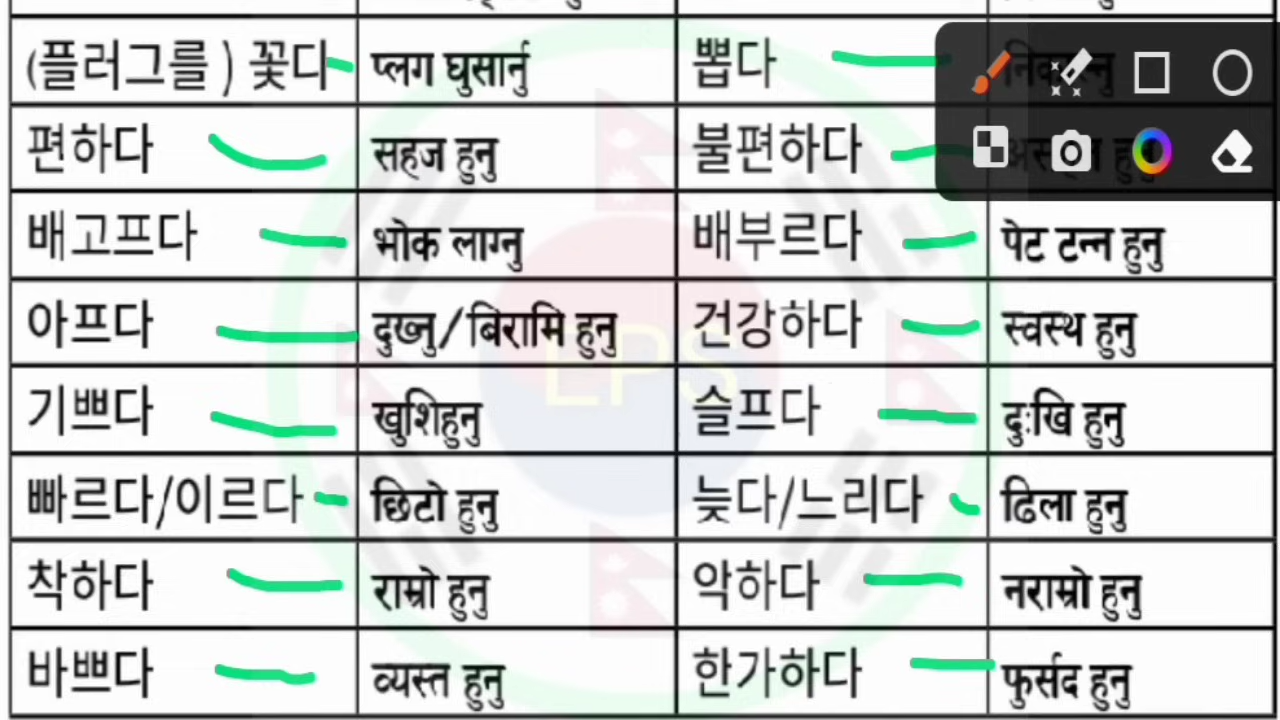 (플러그를 ) 꽃다 प्लग घुसार्नु 뽑다
편하다 सहज हुनु 불편하다 हुनु
배고프다 भोक लाग्नु 배부르다 पेट टन्न हुनु
아프다 दुख्नु/बिरामि हुनु 건강하다 स्वस्थ हुनु
기쁘다 खुशिहुनु 슬프다 दुःखि हुनु
빠르다/이르다 छिटो हुनु 늦다/느리다 ढिला हुनु
착하다 राम्रो हुनु 악하다 नराम्रो हुनु
바쁘다 व्यस्त हुनु 한가하다 फुर्सद हुनु
EPS